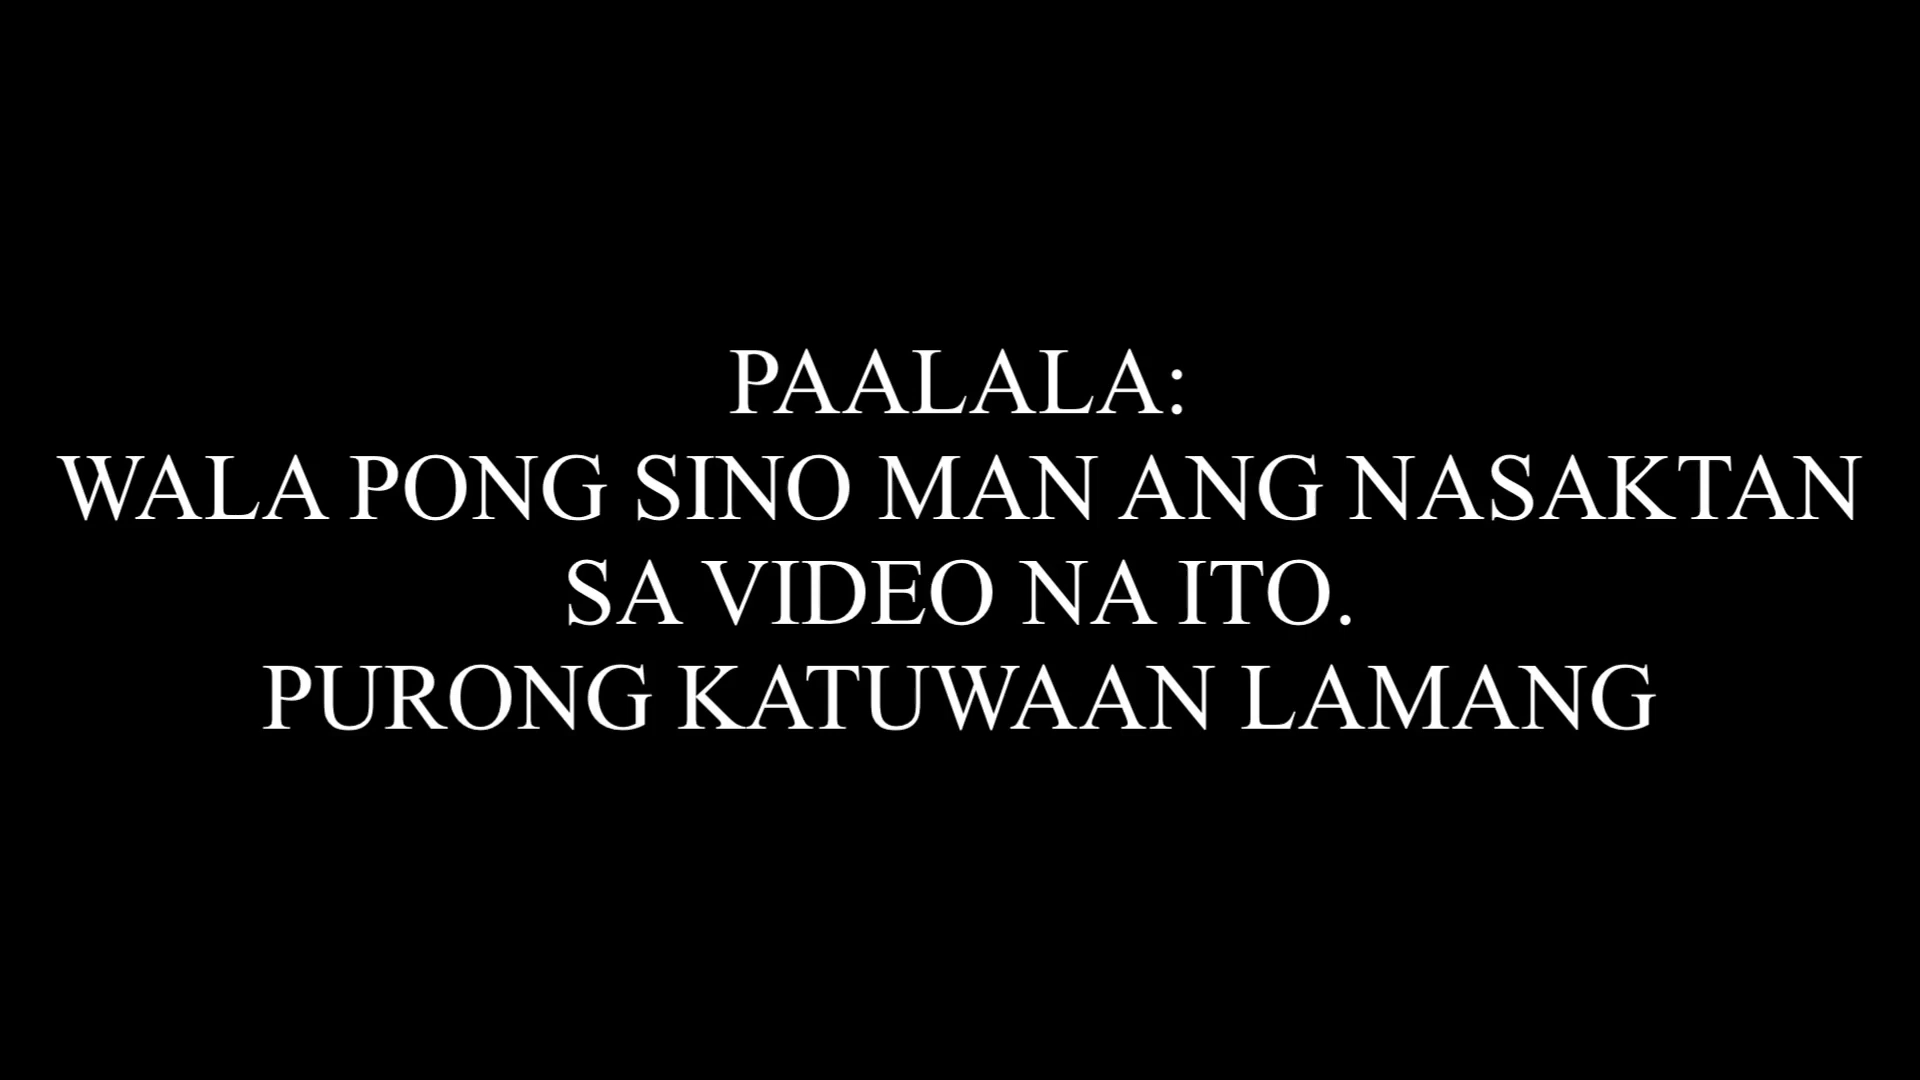 PAALALA:
WALA PONG SINO MAN ANG NASAKTAN
SA VIDEO NA ITO.
PURONG KATUWAAN LAMANG